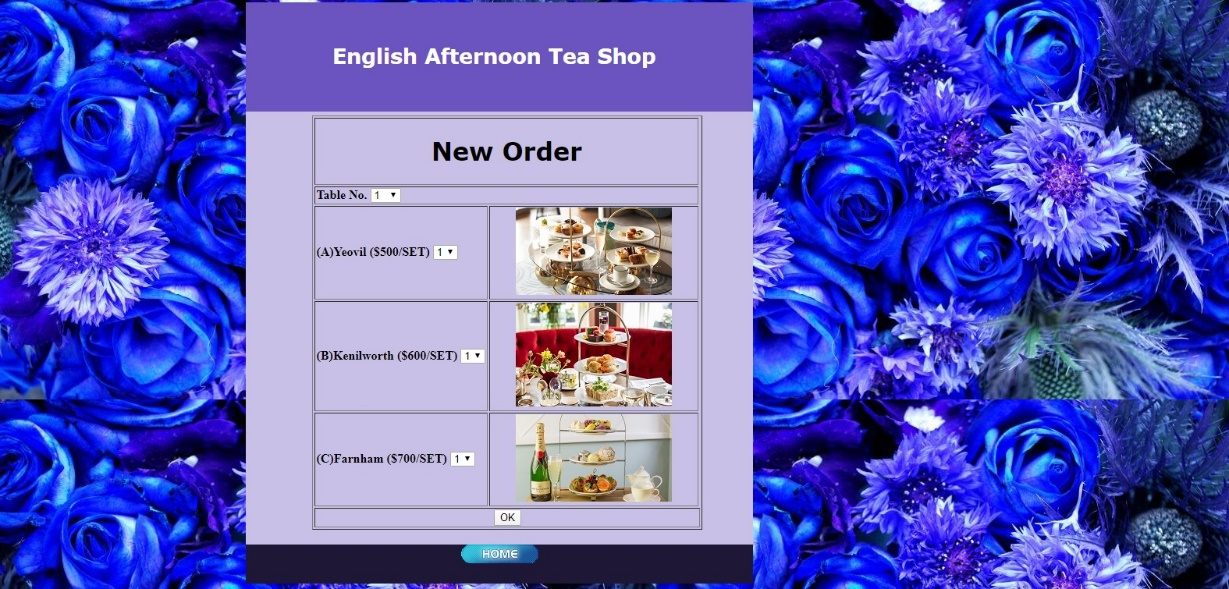 English Afternoon Tea Shop
New Order
Table No. 1
(A)Yeovil ($500/SET) 1
(B)Kenilworth ($600/SET) 1
(C)Farnham ($700/SET) 1
OK
HOME